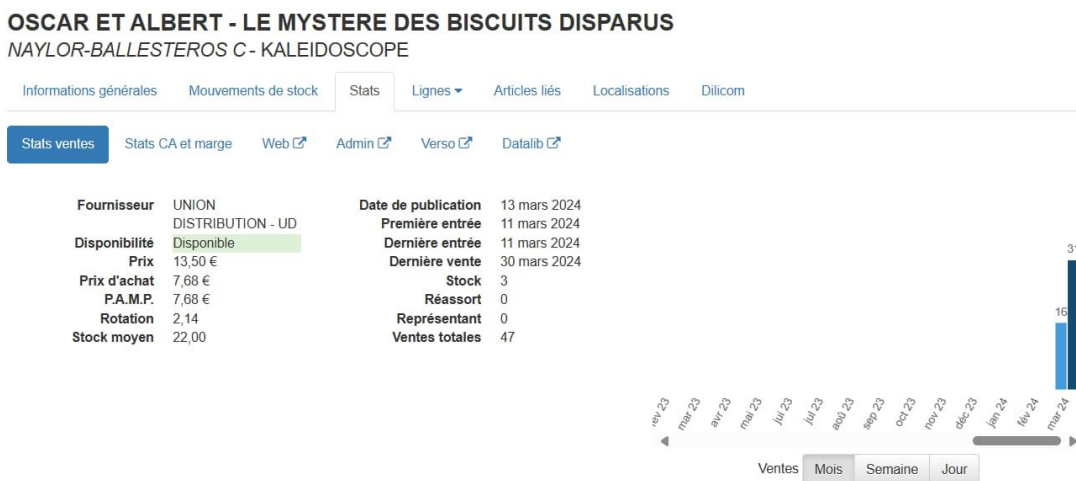 OSCAR ET ALBERT - LE MYSTERE DES BISCUITS DISPARUS
NAYLOR-BALLESTEROS C - KALEIDOSCOPE
Informations générales Mouvements de stock Stats Lignes Articles liés Localisations Dilicom
Stats ventes Stats CA et marge Web Admin Verso Datalib
Fournisseur UNION
DISTRIBUTION - UD
Disponibilité Disponible
Prix 13,50 €
Prix d'achat 7,68 €
P.A.M.P. 7,68 €
Rotation 2,14
Stock moyen 22,00
Date de publication 13 mars 2024
Première entrée 11 mars 2024
Dernière entrée 11 mars 2024
Dernière vente 30 mars 2024
Stock 3
Réassort 0
Représentant 0
Ventes totales 47
31
16
mar 23 avr 23 mai 23 jui 23 jul 23 aoû 23 sep 23 oct 23 nov 23 déc 23 jan 24 fév 24 mar 24
Ventes Mois Semaine Jour